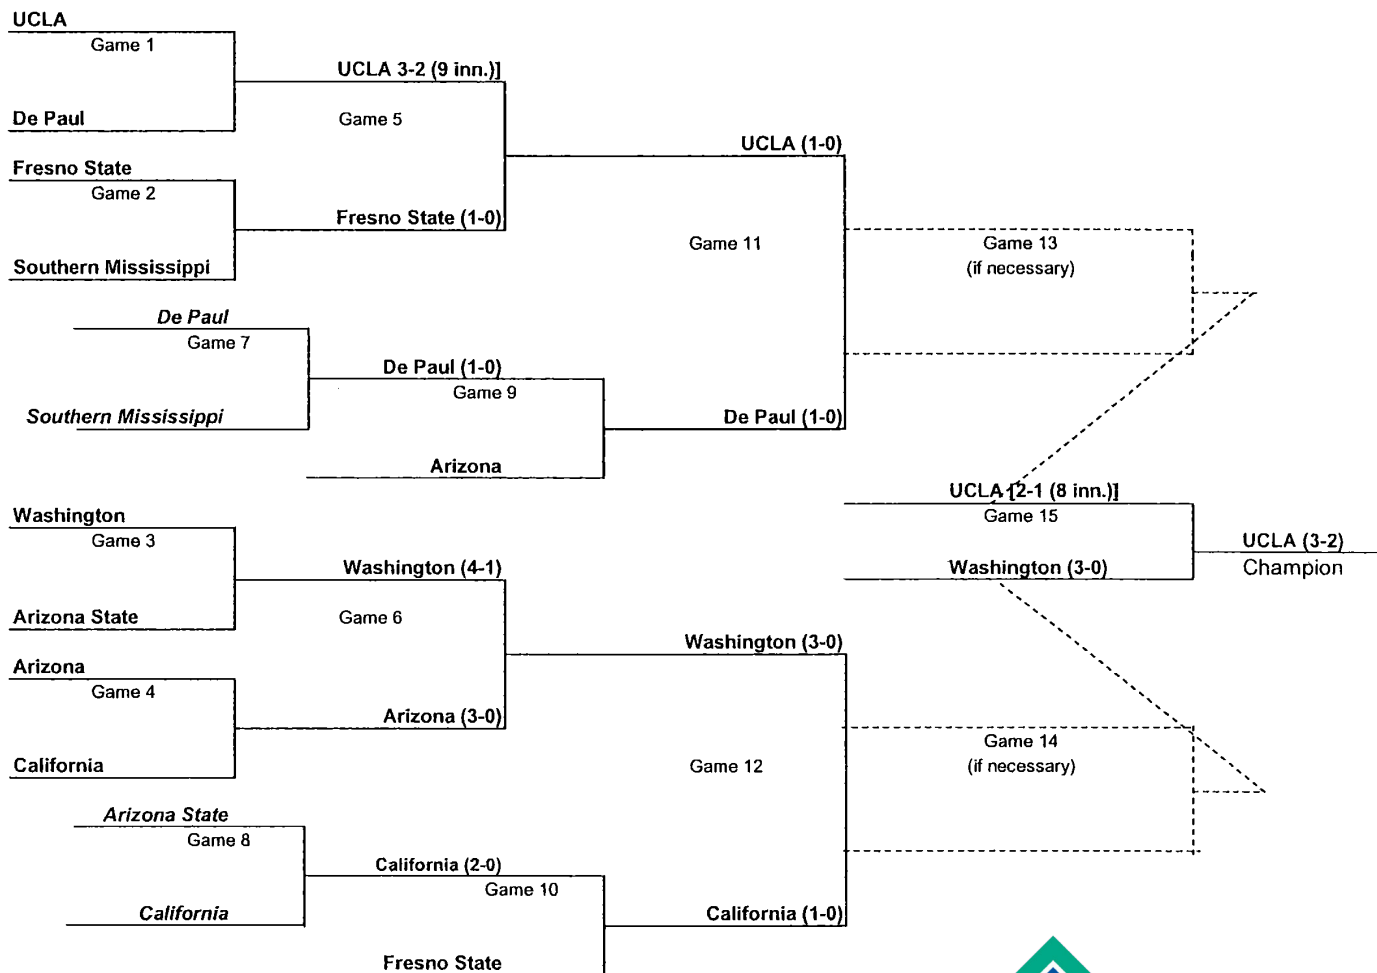 UCLA
Game 1
UCLA 3-2 (9 inn.)]
De Paul
Game 5
UCLA (1-0)
Fresno State
Game 2
Fresno State (1-0)
Game 11
Game 13
(if necessary)
Southern Mississippi
De Paul
Game 7
De Paul (1-0)
Game 9
Southern Mississippi
De Paul (1-0)
Arizona
UCLA [2-1 (8 inn.)]
Washington
Game 15
Game 3
UCLA (3-2)
Washington (4-1)
Washington (3-0)
Champion
Arizona State
Game 6
Washington (3-0)
Arizona
Game 4
Arizona (3-0)
Game 14
(if necessary)
California
Game 12
Arizona State
Game 8
California (2-0)
Game 10
California
California (1-0)
Fresno State